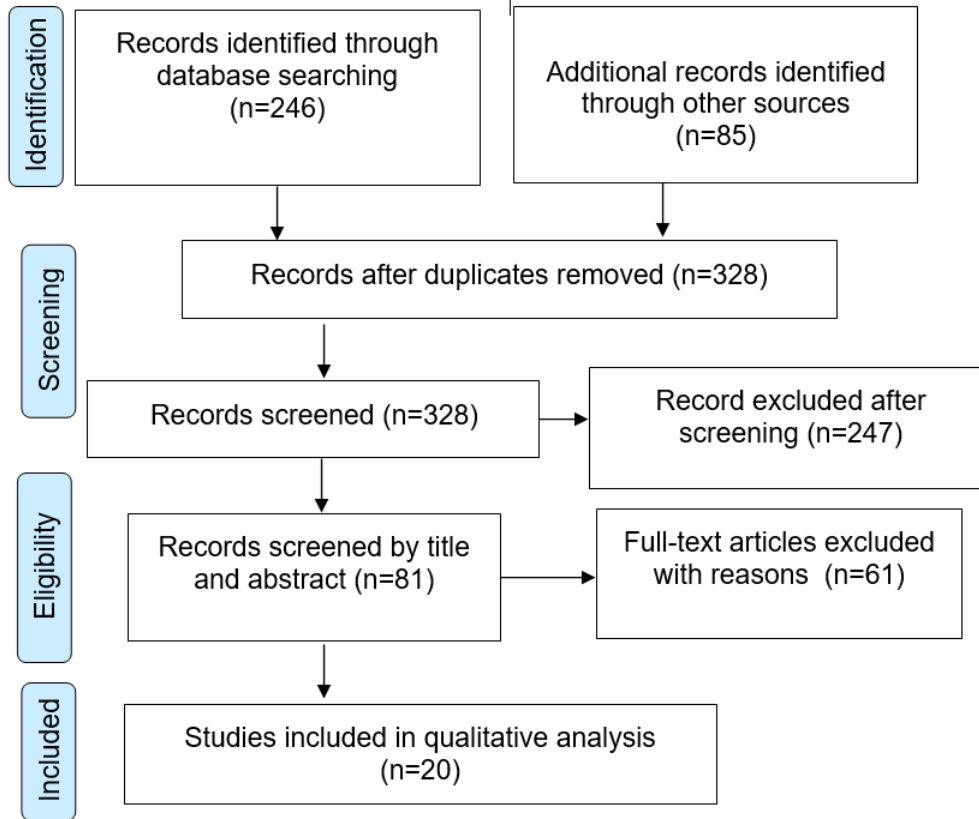 Identification
Records identified through
database searching
(n=246)
Additional records identified
through other sources
(n=85)
Screening
Records after duplicates removed (n=328)
Records screened (n=328)
Record excluded after
screening (n=247)
Eligibility
Records screened by title
and abstract (n=81)
Full-text articles excluded
with reasons (n=61)
Included
Studies included in qualitative analysis
(n=20)